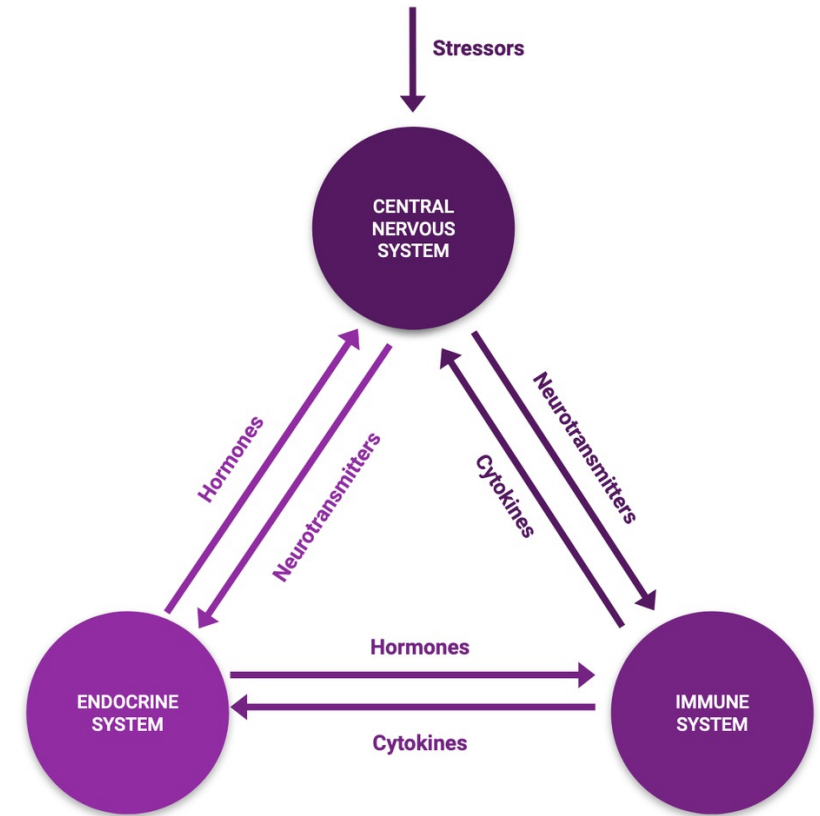 Stressors
CENTRAL
NERVOUS
SYSTEM
Hormones
Neurotransmitters
Cytokines
Neurotransmitters
Hormones
Cytokines
ENDOCRINE
SYSTEM
IMMUNE
SYSTEM